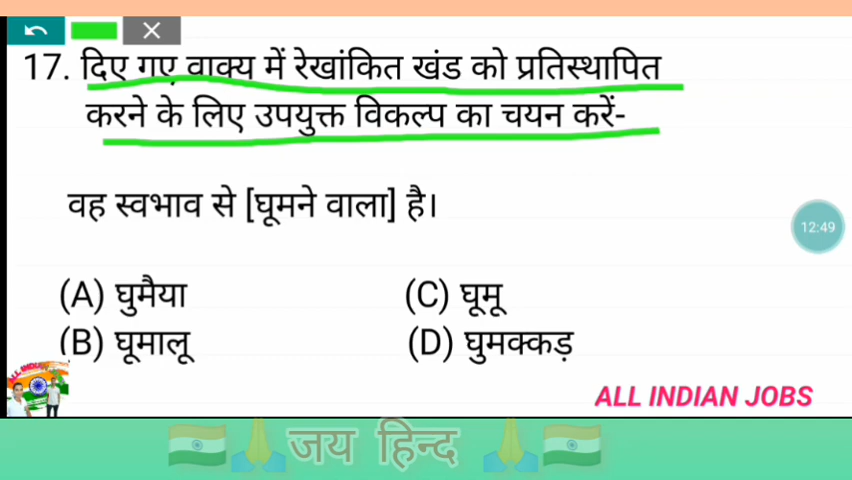 17. दिए गए वाक्य में रेखांकित खंड को प्रतिस्थापित
करने के लिए उपयुक्त विकल्प का चयन करें-
वह स्वभाव से [घूमने वाला] है।
12:49
(A) घुमैया
(C) घूमू
(B) घूमालू
(D) घुमक्कड़
ALL INDIAN JOBS
जय हिन्द